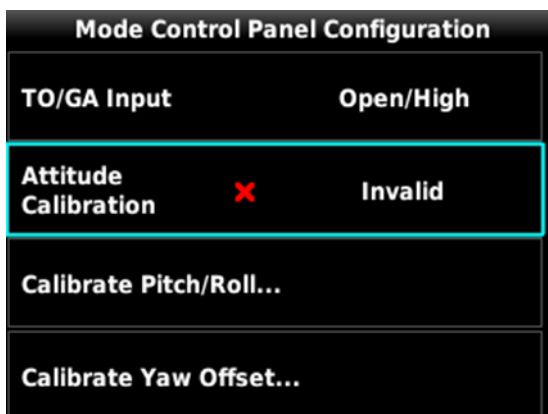 Mode Control Panel Configuration
TO/GA Input Open/High
Attitude
Calibration Invalid
Calibrate Pitch/Roll...
Calibrate Yaw Offset...